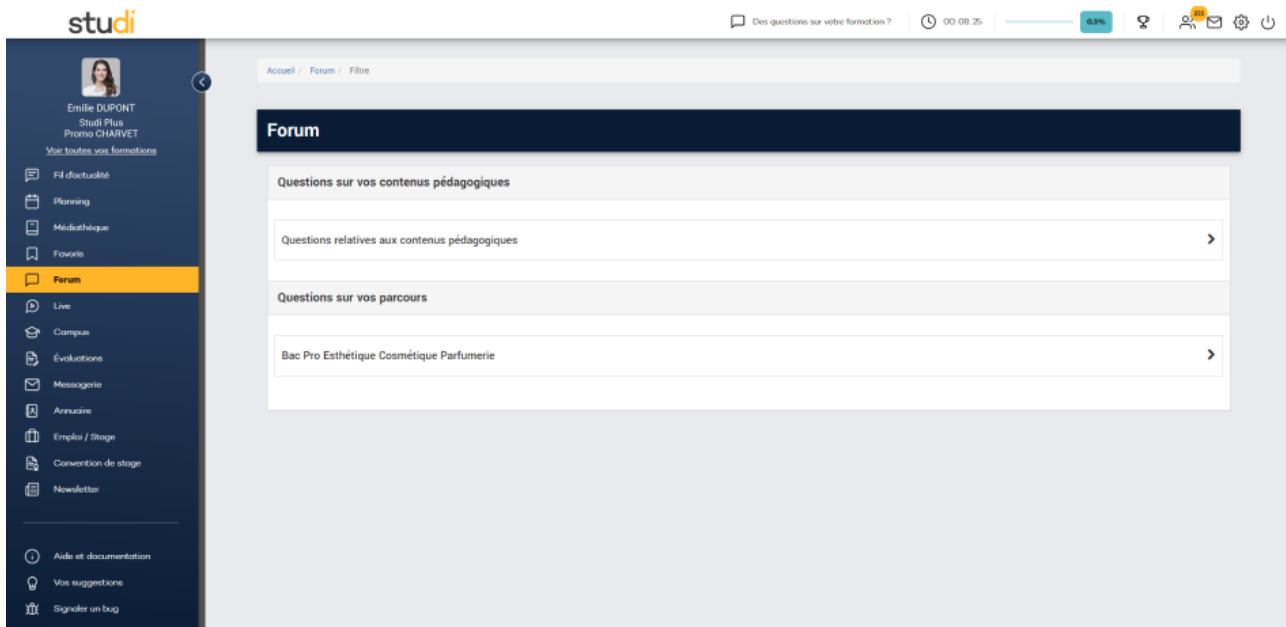 studi
Des questions sur votre formation ?
00:08:25
0.3%
Emilie DUPONT
Studi Plus
Promo CHARVET
Voir toutes vos formations
Fil d'actualité
Planning
Médiathèque
Favoris
Forum
Live
Campus
Évaluations
Messagerie
Annuaire
Emploi / Stage
Convention de stage
Newsletter
Aide et documentation
Vos suggestions
Signaler un bug
Accueil / Forum / Filtre
Forum
Questions sur vos contenus pédagogiques
Questions relatives aux contenus pédagogiques
Questions sur vos parcours
Bac Pro Esthétique Cosmétique Parfumerie